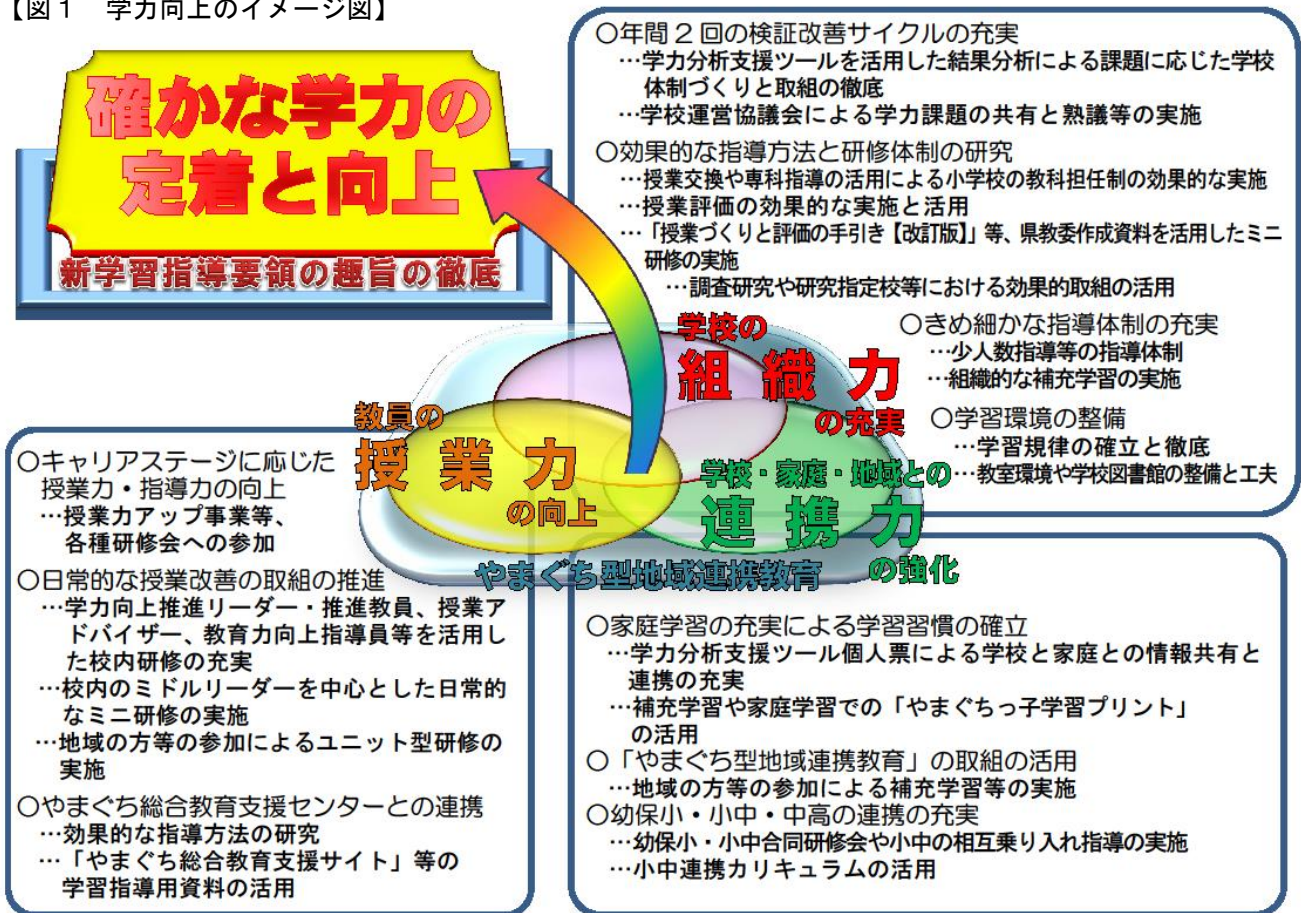 【図１　学力向上のイメージ図】
確かな学力の
定着と向上
新学習指導要領の趣旨の徹底
○年間２回の検証改善サイクルの充実
…学力分析支援ツールを活用した結果分析による課題に応じた学校
体制づくりと取組の徹底
…学校運営協議会による学力課題の共有と熟議等の実施
○効果的な指導方法と研修体制の研究
…授業交換や専科指導の活用による小学校の教科担任制の効果的な実施
…授業評価の効果的な実施と活用
…「授業づくりと評価の手引き【改訂版】」等、県教委作成資料を活用したミニ
研修の実施
…調査研究や研究指定校等における効果的取組の活用
○きめ細かな指導体制の充実
…少人数指導等の指導体制
…組織的な補充学習の実施
○学習環境の整備
…学習規律の確立と徹底
…教室環境や学校図書館の整備と工夫
学校の
組織力
の充実
教員の
授業力
の向上
学校・家庭・地域との
連携力
の強化
やまぐち型地域連携教育
○キャリアステージに応じた
授業力・指導力の向上
…授業力アップ事業等、
各種研修会への参加
○日常的な授業改善の取組の推進
…学力向上推進リーダー・推進教員、授業ア
ドバイザー、教育力向上指導員等を活用し
た校内研修の充実
…校内のミドルリーダーを中心とした日常的
なミニ研修の実施
…地域の方等の参加によるユニット型研修の
実施
○やまぐち総合教育支援センターとの連携
…効果的な指導方法の研究
…「やまぐち総合教育支援サイト」等の
学習指導用資料の活用
○家庭学習の充実による学習習慣の確立
…学力分析支援ツール個人票による学校と家庭との情報共有と
連携の充実
…補充学習や家庭学習での「やまぐちっ子学習プリント」
の活用
○「やまぐち型地域連携教育」の取組の活用
…地域の方等の参加による補充学習等の実施
○幼保小・小中・中高の連携の充実
…幼保小・小中合同研修会や小中の相互乗り入れ指導の実施
…小中連携カリキュラムの活用